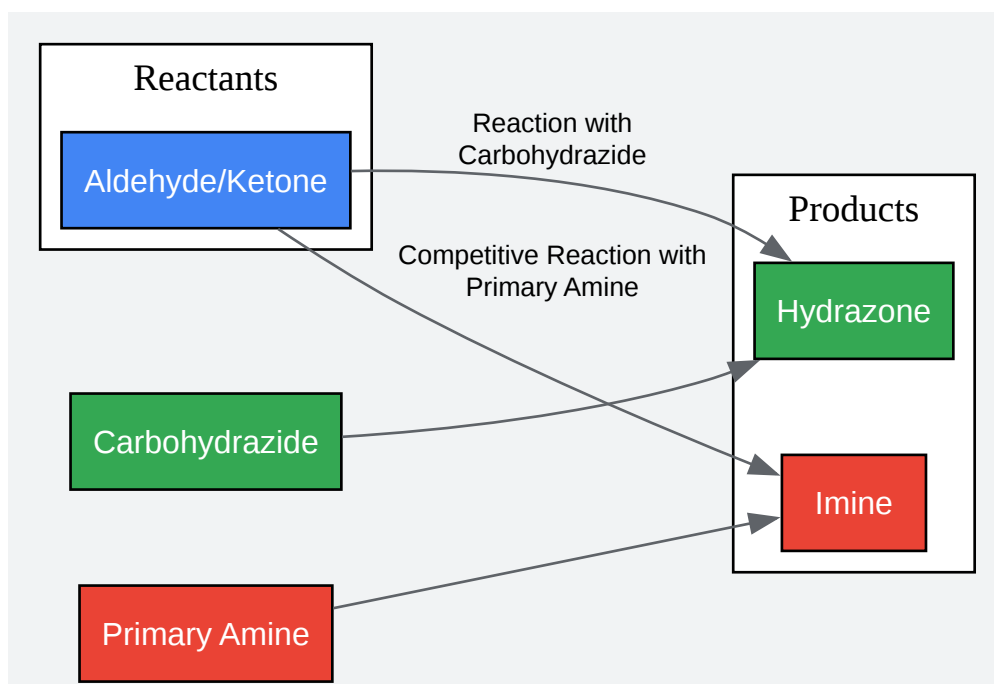 Reactants
Aldehyde/Ketone
Reaction with
Carbohydrazide
Products
Competitive Reaction with
Primary Amine
Hydrazone
Carbohydrazide
Imine
Primary Amine